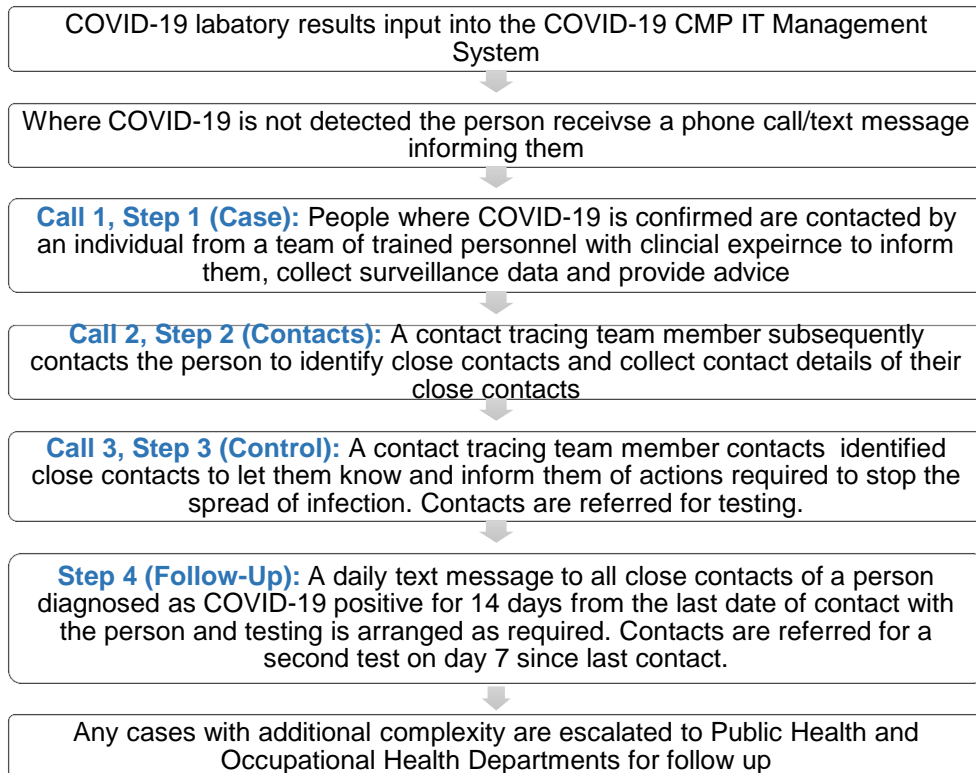 COVID-19 labatory results input into the COVID-19 CMP IT Management
System
Where COVID-19 is not detected the person receivse a phone call/text message
informing them
Call 1, Step 1 (Case): People where COVID-19 is confirmed are contacted by
an individual from a team of trained personnel with clincial expeirnce to inform
them, collect surveillance data and provide advice
Call 2, Step 2 (Contacts): A contact tracing team member subsequently
contacts the person to identify close contacts and collect contact details of their
close contacts
Call 3, Step 3 (Control): A contact tracing team member contacts identified
close contacts to let them know and inform them of actions required to stop the
spread of infection. Contacts are referred for testing.
Step 4 (Follow-Up): A daily text message to all close contacts of a person
diagnosed as COVID-19 positive for 14 days from the last date of contact with
the person and testing is arranged as required. Contacts are referred for a
second test on day 7 since last contact.
Any cases with additional complexity are escalated to Public Health and
Occupational Health Departments for follow up